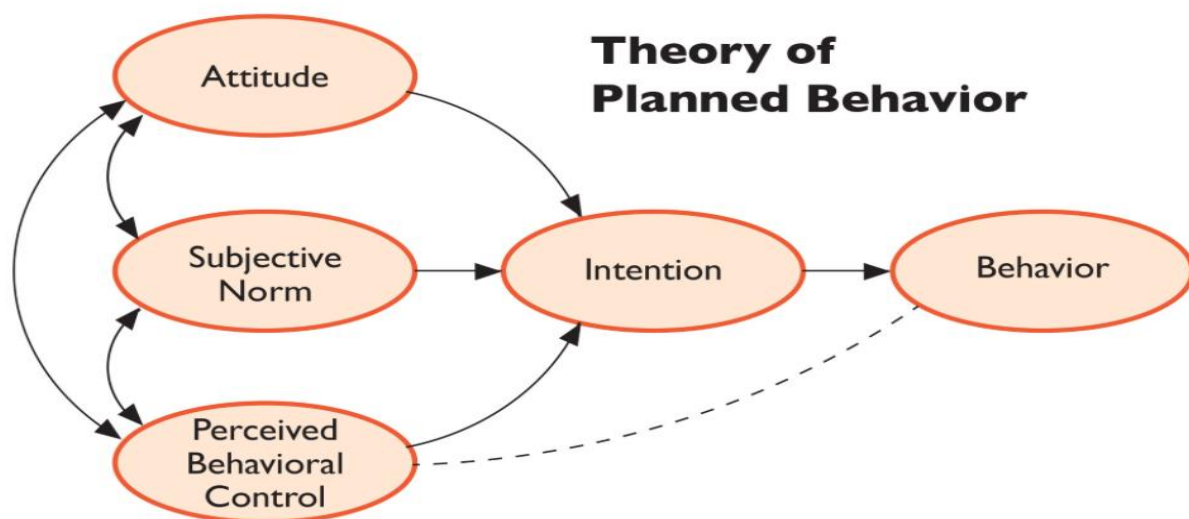 Theory of
Planned Behavior
Attitude
Subjective
Norm
Intention
Behavior
Perceived
Behavioral
Control